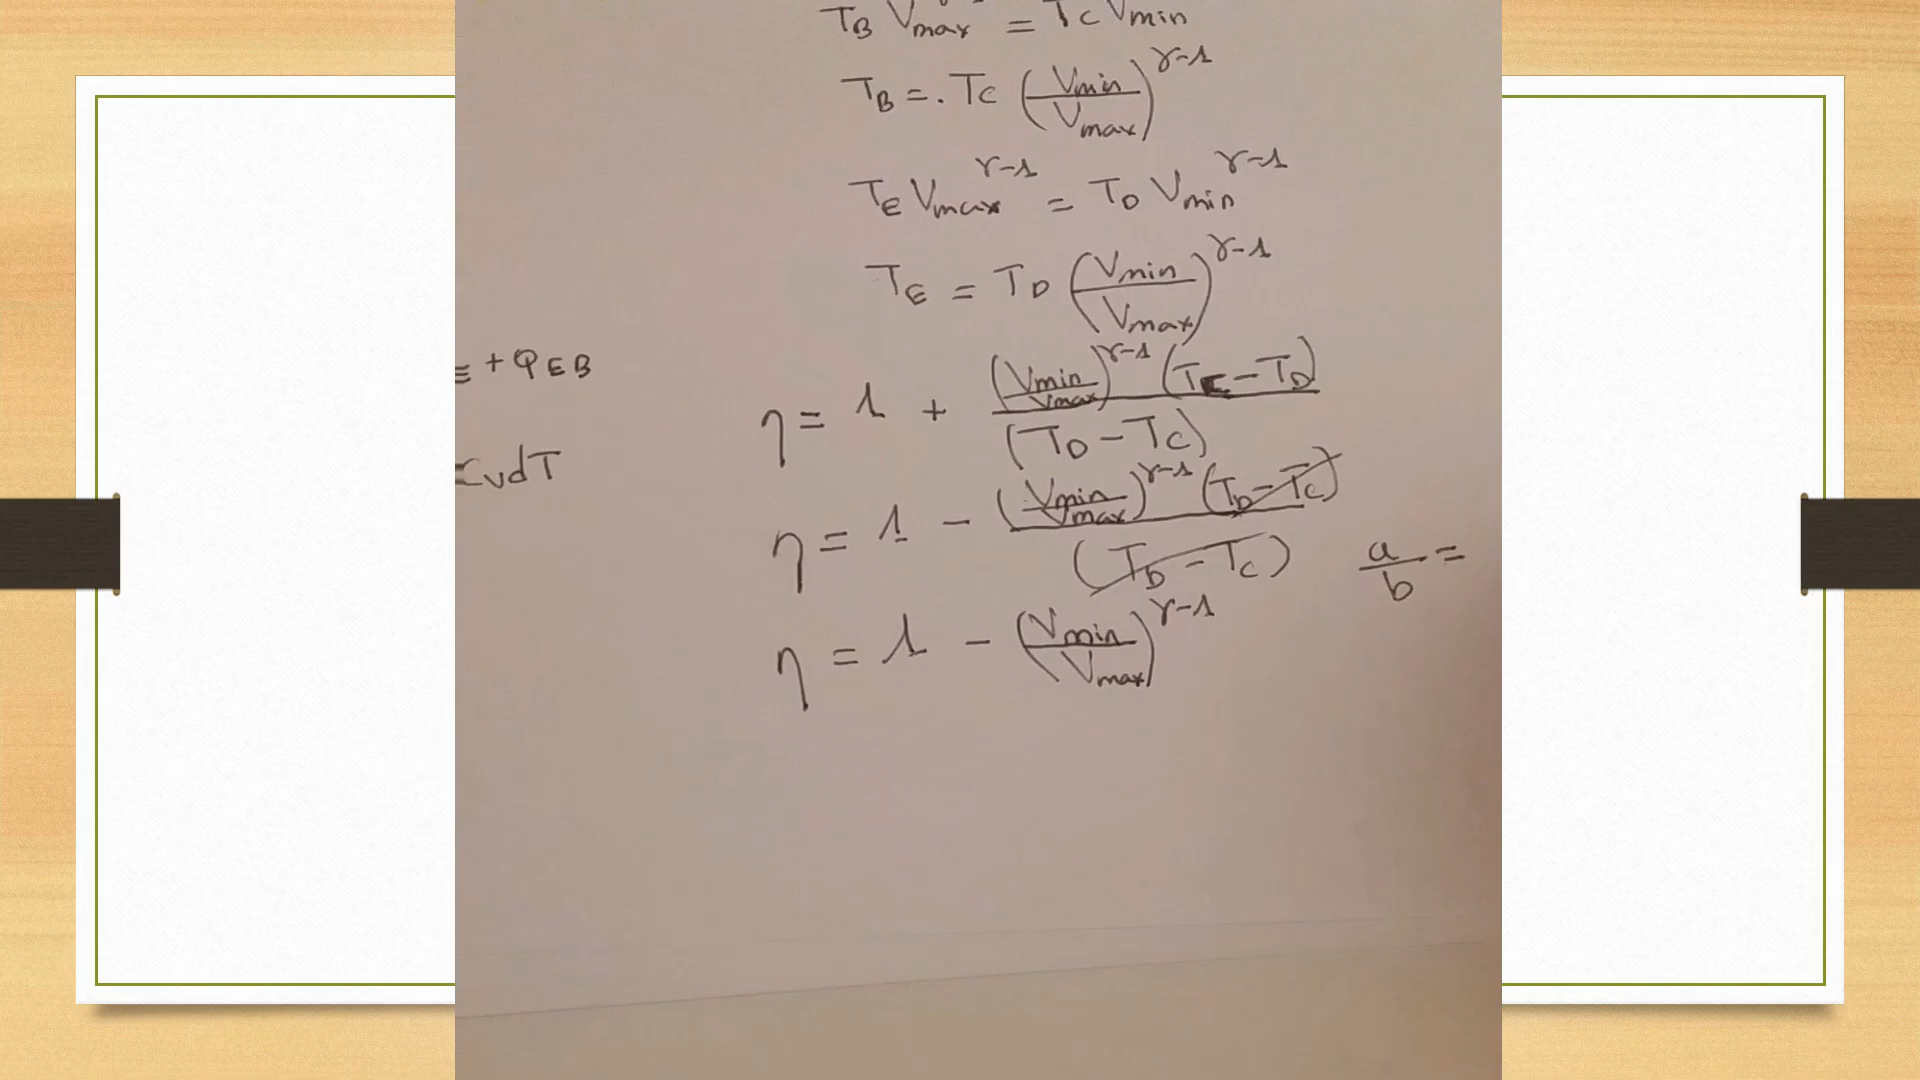 T_B V_max = T_C V_min
T_B = . T_C (V_min/V_max)^γ-1
T_E V_max^γ-1 = T_D V_min^γ-1
T_E = T_D (V_min/V_max)^γ-1
+ Q_EB
η = 1 + (V_min/V_max)^γ-1 (T_C - T_D) / (T_D - T_C)
C_v dT
η = 1 - (V_min/V_max)^γ-1 (T_D - T_C) / (T_D - T_C)
a/b =
η = 1 - (V_min/V_max)^γ-1